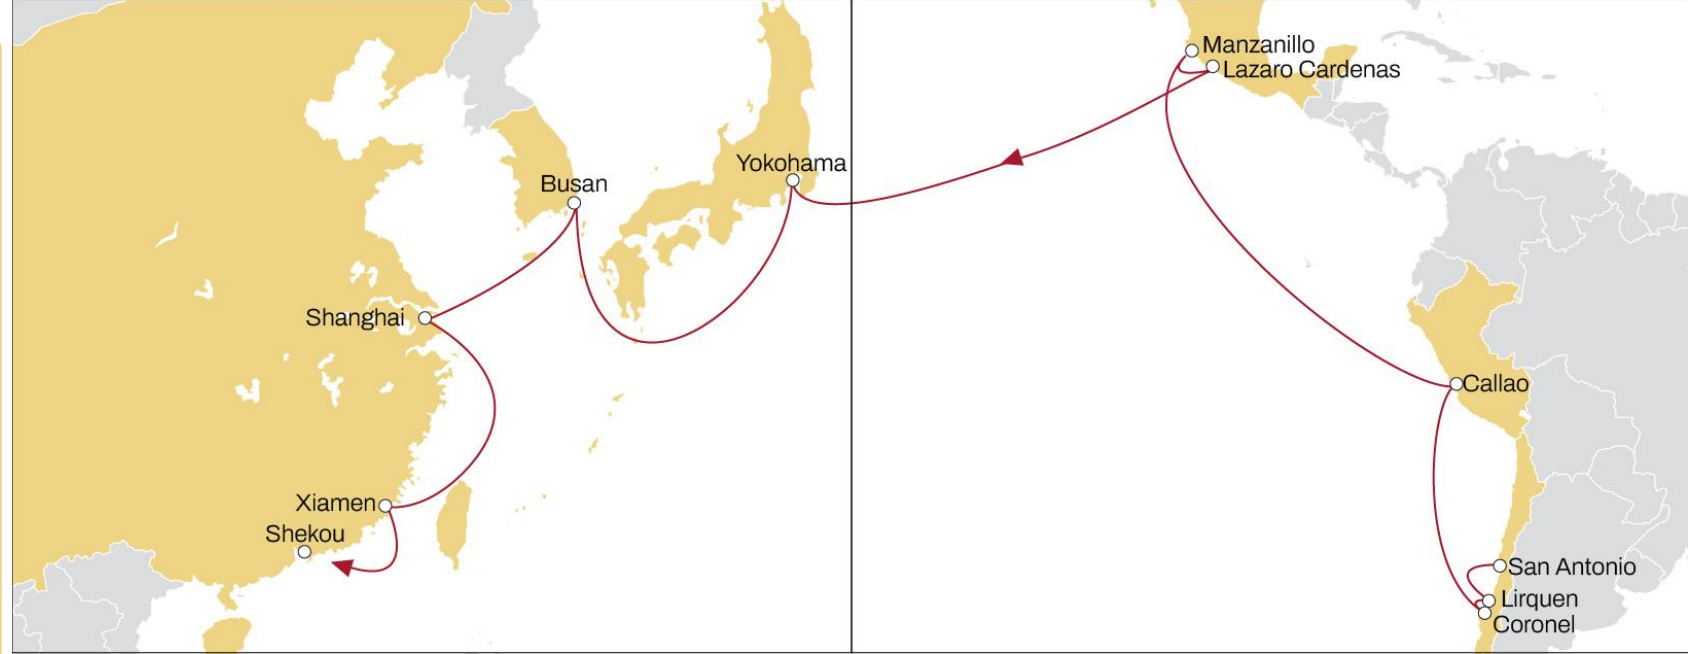 Manzanillo
Lazaro Cardenas
Yokohama
Busan
Shanghai
Callao
Xiamen
Shekou
San Antonio
Lirquen
Coronel